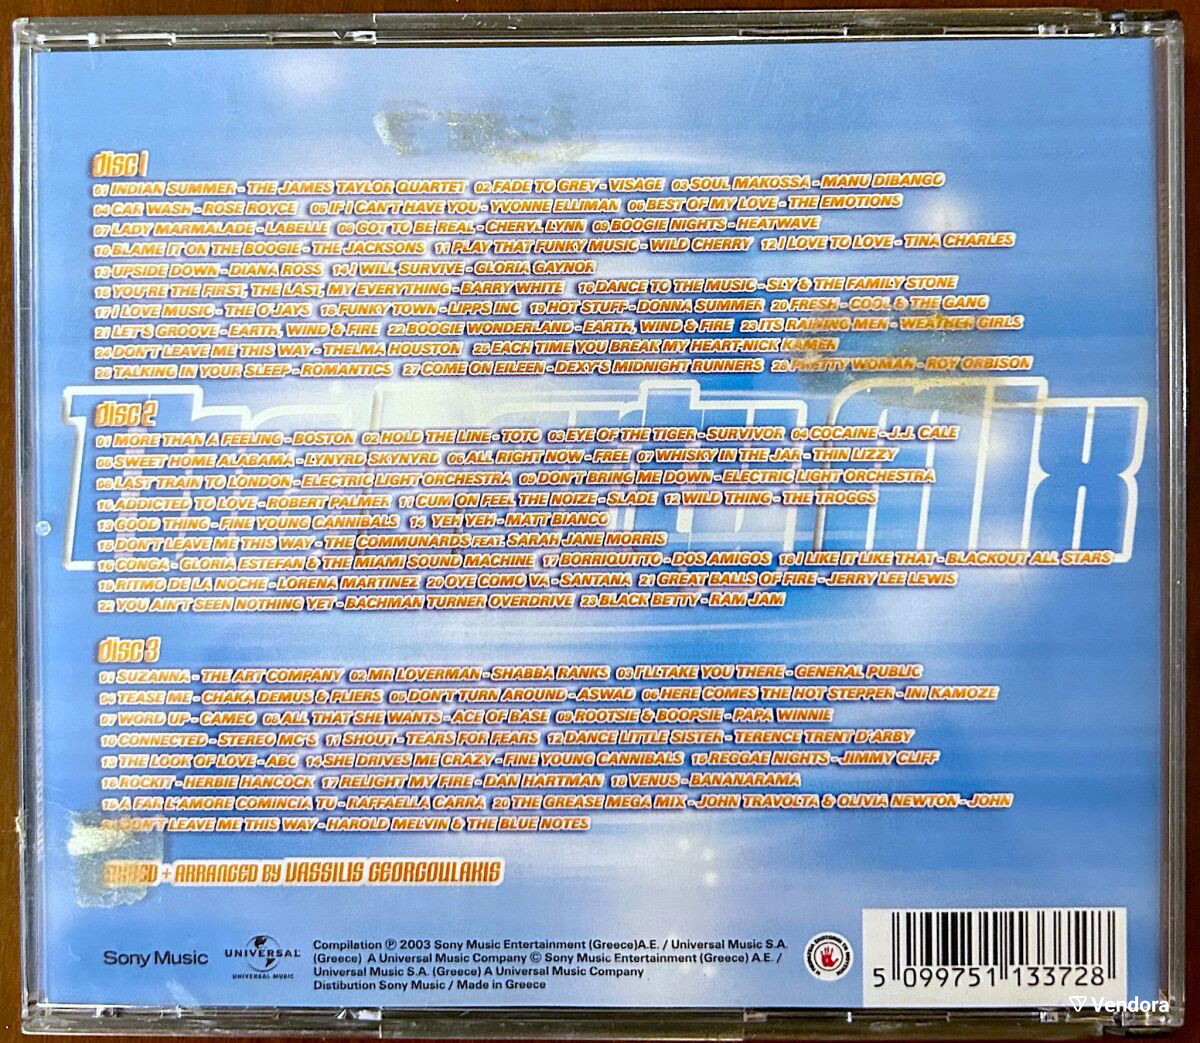 disc 1
01 INDIAN SUMMER - THE JAMES TAYLOR QUARTET 02 FADE TO GREY - VISAGE 03 SOUL MAKOSSA - MANU DIBANGO
04 CAR WASH - ROSE ROYCE 05 IF I CAN'T HAVE YOU - YVONNE ELLIMAN 06 BEST OF MY LOVE - THE EMOTIONS
07 LADY MARMALADE - LABELLE 08 GOT TO BE REAL - CHERYL LYNN 09 BOOGIE NIGHTS - HEATWAVE
10 BLAME IT ON THE BOOGIE - THE JACKSONS 11 PLAY THAT FUNKY MUSIC - WILD CHERRY 12 I LOVE TO LOVE - TINA CHARLES
13 UPSIDE DOWN - DIANA ROSS 14 I WILL SURVIVE - GLORIA GAYNOR
15 YOU'RE THE FIRST, THE LAST, MY EVERYTHING - BARRY WHITE 16 DANCE TO THE MUSIC - SLY & THE FAMILY STONE
17 I LOVE MUSIC - THE O'JAYS 18 FUNKY TOWN - LIPPS INC 19 HOT STUFF - DONNA SUMMER 20 FRESH - COOL & THE GANG
21 LET'S GROOVE - EARTH, WIND & FIRE 22 BOOGIE WONDERLAND - EARTH, WIND & FIRE 23 ITS RAINING MEN - WEATHER GIRLS
24 DON'T LEAVE ME THIS WAY - THELMA HOUSTON 25 EACH TIME YOU BREAK MY HEART-NICK KAMEN
26 TALKING IN YOUR SLEEP - ROMANTICS 27 COME ON EILEEN - DEXY'S MIDNIGHT RUNNERS 28 PRETTY WOMAN - ROY ORBISON
The Party Mix
disc 2
01 MORE THAN A FEELING - BOSTON 02 HOLD THE LINE - TOTO 03 EYE OF THE TIGER - SURVIVOR 04 COCAINE - J.J. CALE
05 SWEET HOME ALABAMA - LYNYRD SKYNYRD 06 ALL RIGHT NOW - FREE 07 WHISKY IN THE JAR - THIN LIZZY
08 LAST TRAIN TO LONDON - ELECTRIC LIGHT ORCHESTRA 09 DON'T BRING ME DOWN - ELECTRIC LIGHT ORCHESTRA
10 ADDICTED TO LOVE - ROBERT PALMER 11 CUM ON FEEL THE NOIZE - SLADE 12 WILD THING - THE TROGGS
13 GOOD THING - FINE YOUNG CANNIBALS 14 YEH YEH - MATT BIANCO
15 DON'T LEAVE ME THIS WAY - THE COMMUNARDS FEAT. SARAH JANE MORRIS
16 CONGA - GLORIA ESTEFAN & THE MIAMI SOUND MACHINE 17 BORRIQUITTO - DOS AMIGOS 18 I LIKE IT LIKE THAT - BLACKOUT ALL STARS
19 RITMO DE LA NOCHE - LORENA MARTINEZ 20 OYE COMO VA - SANTANA 21 GREAT BALLS OF FIRE - JERRY LEE LEWIS
22 YOU AIN'T SEEN NOTHING YET - BACHMAN TURNER OVERDRIVE 23 BLACK BETTY - RAM JAM
disc 3
01 SUZANNA - THE ART COMPANY 02 MR LOVERMAN - SHABBA RANKS 03 I'LL TAKE YOU THERE - GENERAL PUBLIC
04 TEASE ME - CHAKA DEMUS & PLIERS 05 DON'T TURN AROUND - ASWAD 06 HERE COMES THE HOT STEPPER - INI KAMOZE
07 WORD UP - CAMEO 08 ALL THAT SHE WANTS - ACE OF BASE 09 ROOTSIE & BOOPSIE - PAPA WINNIE
10 CONNECTED - STEREO MC'S 11 SHOUT - TEARS FOR FEARS 12 DANCE LITTLE SISTER - TERENCE TRENT D'ARBY
13 THE LOOK OF LOVE - ABC 14 SHE DRIVES ME CRAZY - FINE YOUNG CANNIBALS 15 REGGAE NIGHTS - JIMMY CLIFF
16 ROCKIT - HERBIE HANCOCK 17 RELIGHT MY FIRE - DAN HARTMAN 18 VENUS - BANANARAMA
19 A FAR L'AMORE COMINCIA TU - RAFFAELLA CARRA 20 THE GREASE MEGA MIX - JOHN TRAVOLTA & OLIVIA NEWTON - JOHN
21 DON'T LEAVE ME THIS WAY - HAROLD MELVIN & THE BLUE NOTES
MIXED + ARRANGED BY VASSILIS GEORGOULAKIS
Sony Music
UNIVERSAL
UNIVERSAL MUSIC
Compilation ℗ 2003 Sony Music Entertainment (Greece)A.E. / Universal Music S.A.
(Greece) A Universal Music Company © Sony Music Entertainment (Greece) A.E. /
Universal Music S.A. (Greece) A Universal Music Company
Distibution Sony Music / Made in Greece
5 099751 133728
Vendora